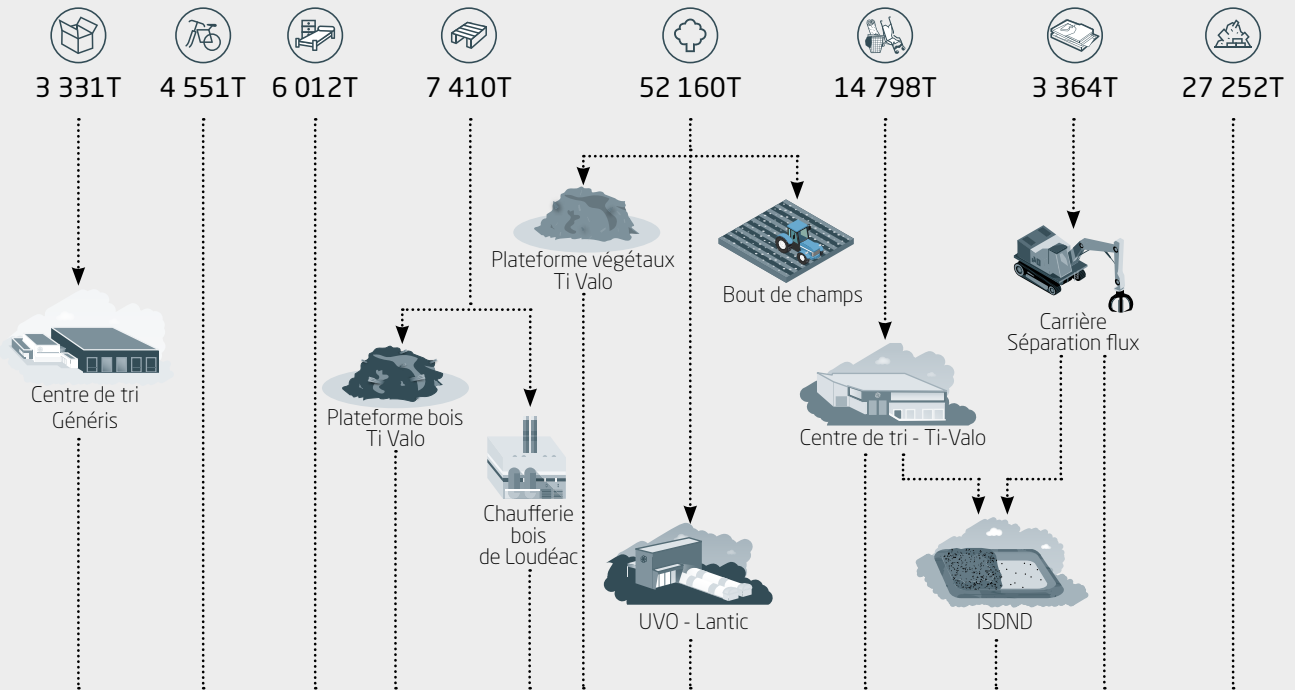 3 331T 4 551T 6 012T 7 410T 52 160T 14 798T 3 364T 27 252T
Plateforme végétaux
Ti Valo
Bout de champs
Carrière
Séparation flux
Centre de tri
Généris
Plateforme bois
Ti Valo
Centre de tri - Ti-Valo
Chaufferie
bois
de Loudéac
UVO - Lantic
ISDND